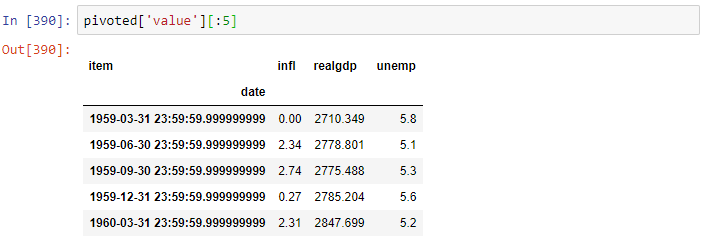 In [390]: pivoted['value'][:5]
Out[390]:
item infl realgdp unemp
date
1959-03-31 23:59:59.999999999 0.00 2710.349 5.8
1959-06-30 23:59:59.999999999 2.34 2778.801 5.1
1959-09-30 23:59:59.999999999 2.74 2775.488 5.3
1959-12-31 23:59:59.999999999 0.27 2785.204 5.6
1960-03-31 23:59:59.999999999 2.31 2847.699 5.2